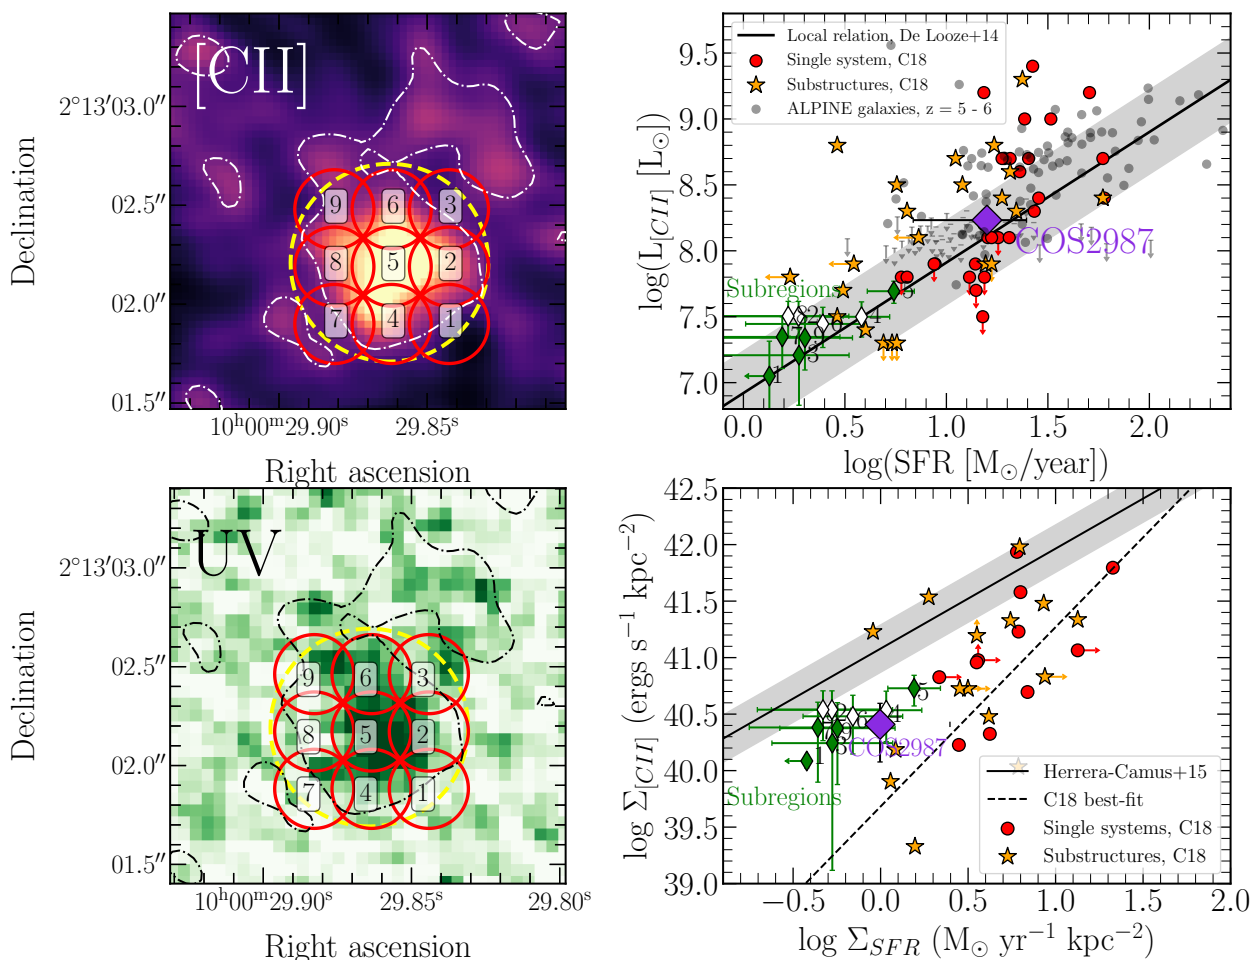 [CII]
2°13′03.0″
02.5″
02.0″
01.5″
Declination
9 6 3
8 5 2
7 4 1
10ʰ00ᵐ29.90ˢ 29.85ˢ
Right ascension
Local relation, De Looze+14
Single system, C18
Substructures, C18
ALPINE galaxies, z = 5 - 6
9.5
9.0
8.5
8.0
7.5
7.0
log(L[CII] [L⊙])
COS2987
Subregions
0.0 0.5 1.0 1.5 2.0
log(SFR [M⊙/year])
UV
2°13′03.0″
02.5″
02.0″
01.5″
Declination
9 6 3
8 5 2
7 4 1
10ʰ00ᵐ29.90ˢ 29.85ˢ 29.80ˢ
Right ascension
42.5
42.0
41.5
41.0
40.5
40.0
39.5
39.0
log Σ[CII] (ergs s⁻¹ kpc⁻²)
5
COS2987
Subregions
Herrera-Camus+15
C18 best-fit
Single systems, C18
Substructures, C18
−0.5 0.0 0.5 1.0 1.5 2.0
log ΣSFR (M⊙ yr⁻¹ kpc⁻²)